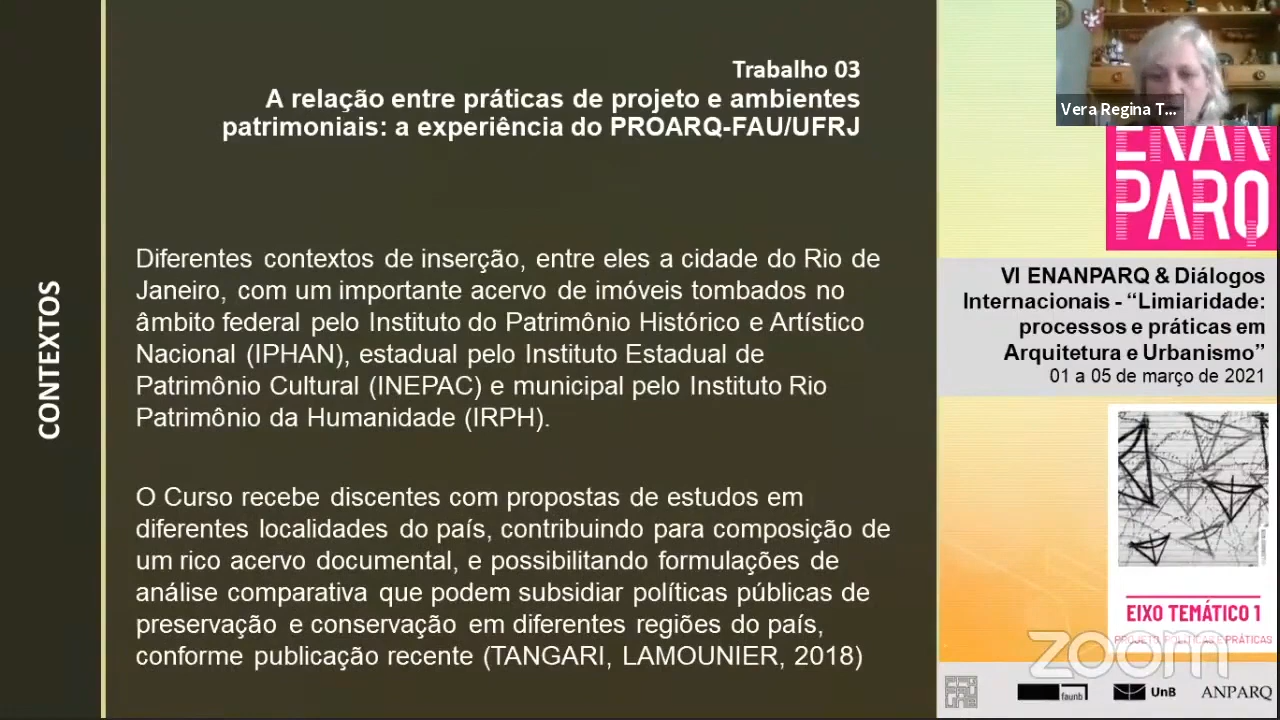 Trabalho 03
A relação entre práticas de projeto e ambientes
patrimoniais: a experiência do PROARQ-FAU/UFRJ
CONTEXTOS
Diferentes contextos de inserção, entre eles a cidade do Rio de
Janeiro, com um importante acervo de imóveis tombados no
âmbito federal pelo Instituto do Patrimônio Histórico e Artístico
Nacional (IPHAN), estadual pelo Instituto Estadual de
Patrimônio Cultural (INEPAC) e municipal pelo Instituto Rio
Patrimônio da Humanidade (IRPH).
O Curso recebe discentes com propostas de estudos em
diferentes localidades do país, contribuindo para composição de
um rico acervo documental, e possibilitando formulações de
análise comparativa que podem subsidiar políticas públicas de
preservação e conservação em diferentes regiões do país,
conforme publicação recente (TANGARI, LAMOUNIER, 2018)
Vera Regina T...
ENAN
PARQ
VI ENANPARQ & Diálogos
Internacionais - “Limiaridade:
processos e práticas em
Arquitetura e Urbanismo”
01 a 05 de março de 2021
EIXO TEMÁTICO 1
PROJETO, POLÍTICAS E PRÁTICAS
zoom
faunb
UnB
ANPARQ